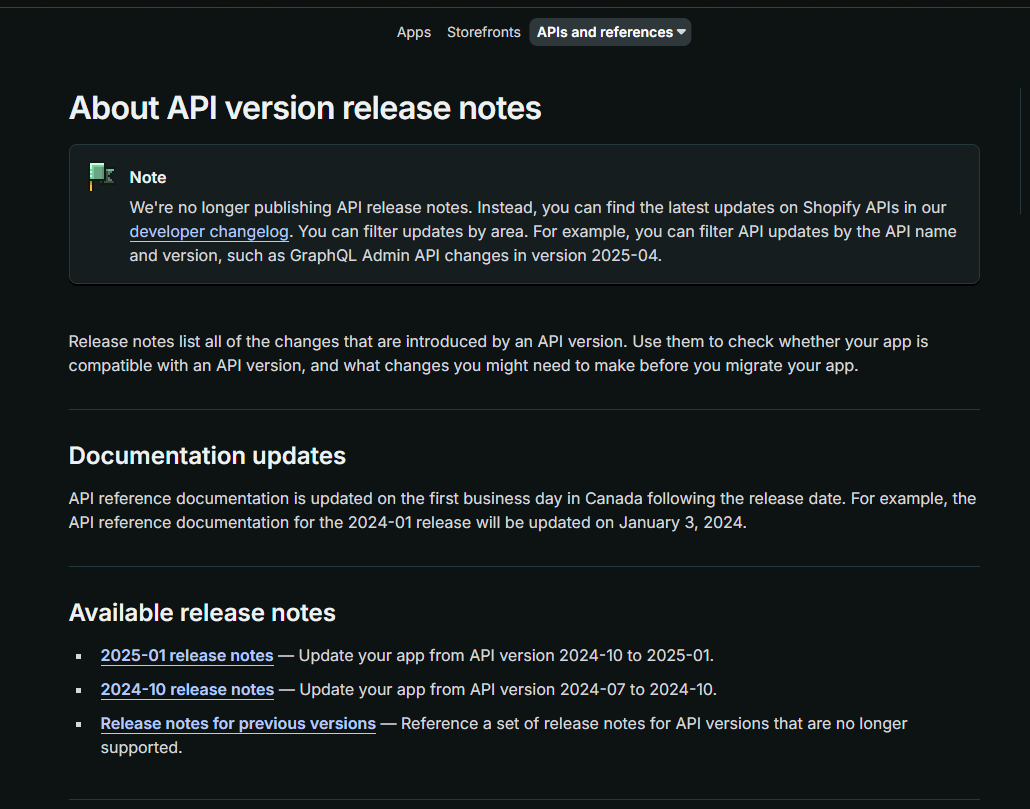 Apps Storefronts APIs and references
About API version release notes
Note
We're no longer publishing API release notes. Instead, you can find the latest updates on Shopify APIs in our
developer changelog. You can filter updates by area. For example, you can filter API updates by the API name
and version, such as GraphQL Admin API changes in version 2025-04.
Release notes list all of the changes that are introduced by an API version. Use them to check whether your app is
compatible with an API version, and what changes you might need to make before you migrate your app.
Documentation updates
API reference documentation is updated on the first business day in Canada following the release date. For example, the
API reference documentation for the 2024-01 release will be updated on January 3, 2024.
Available release notes
▪ 2025-01 release notes — Update your app from API version 2024-10 to 2025-01.
▪ 2024-10 release notes — Update your app from API version 2024-07 to 2024-10.
▪ Release notes for previous versions — Reference a set of release notes for API versions that are no longer
supported.